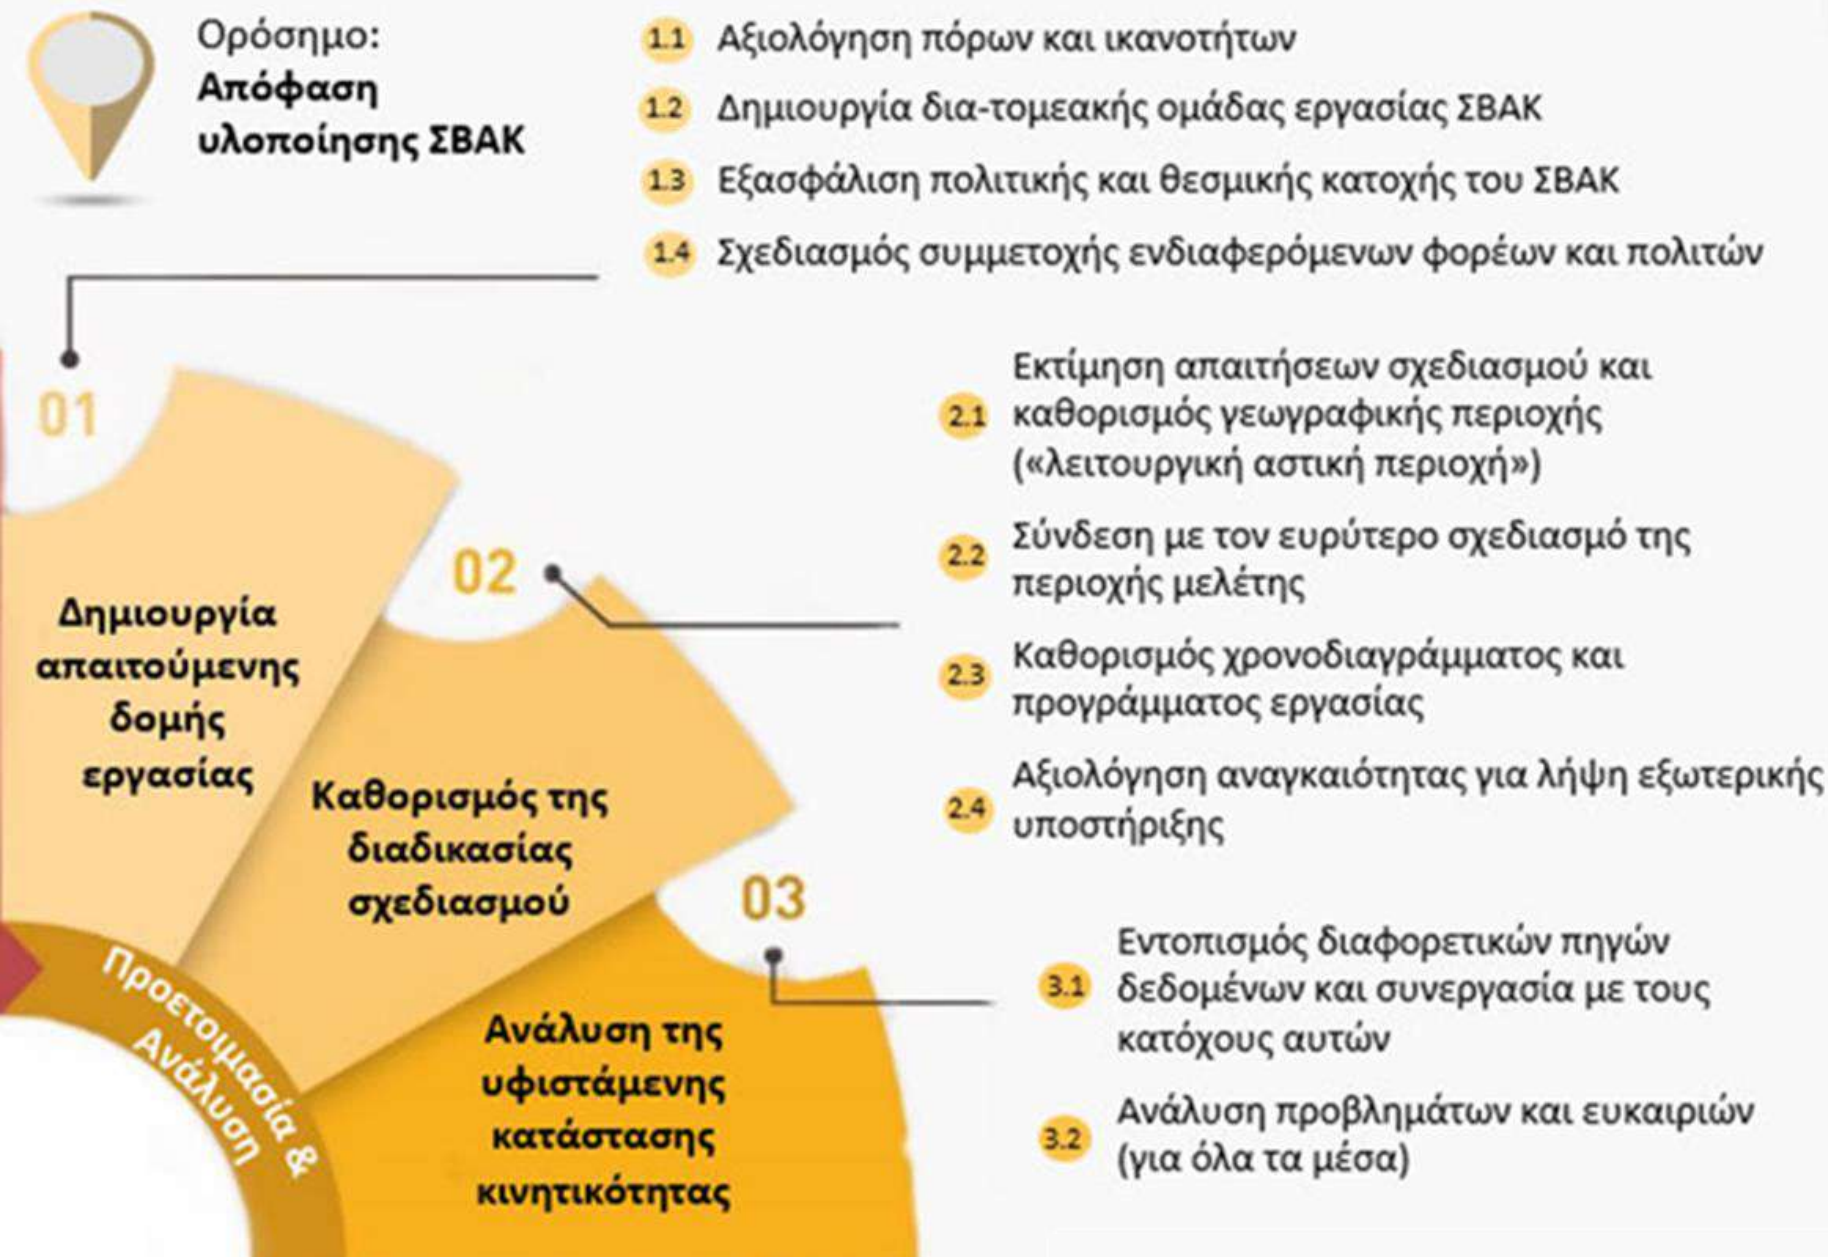 Ορόσημο:
Απόφαση
υλοποίησης ΣΒΑΚ
1.1 Αξιολόγηση πόρων και ικανοτήτων
1.2 Δημιουργία δια-τομεακής ομάδας εργασίας ΣΒΑΚ
1.3 Εξασφάλιση πολιτικής και θεσμικής κατοχής του ΣΒΑΚ
1.4 Σχεδιασμός συμμετοχής ενδιαφερόμενων φορέων και πολιτών
01
Δημιουργία
απαιτούμενης
δομής
εργασίας
02
Καθορισμός της
διαδικασίας
σχεδιασμού
Εκτίμηση απαιτήσεων σχεδιασμού και
2.1 καθορισμός γεωγραφικής περιοχής
(«λειτουργική αστική περιοχή»)
2.2 Σύνδεση με τον ευρύτερο σχεδιασμό της
περιοχής μελέτης
2.3 Καθορισμός χρονοδιαγράμματος και
προγράμματος εργασίας
2.4 Αξιολόγηση αναγκαιότητας για λήψη εξωτερικής
υποστήριξης
03
Ανάλυση της
υφιστάμενης
κατάστασης
κινητικότητας
Εντοπισμός διαφορετικών πηγών
3.1 δεδομένων και συνεργασία με τους
κατόχους αυτών
3.2 Ανάλυση προβλημάτων και ευκαιριών
(για όλα τα μέσα)
Προετοιμασία &
Ανάλυση